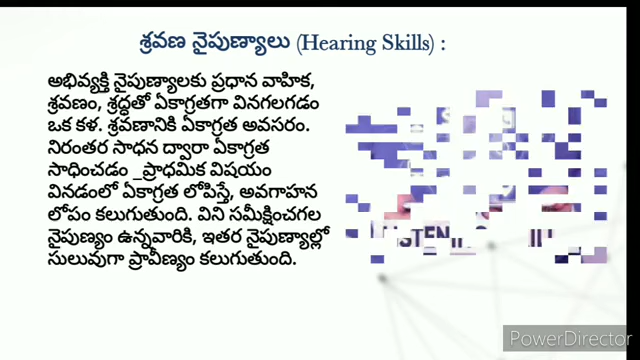 శ్రవణ నైపుణ్యాలు (Hearing Skills) :
అభివ్యక్తి నైపుణ్యాలకు ప్రధాన వాహిక,
శ్రవణం, శ్రద్ధతో ఏకాగ్రతగా వినగలగడం
ఒక కళ. శ్రవణానికి ఏకాగ్రత అవసరం.
నిరంతర సాధన ద్వారా ఏకాగ్రత
సాధించడం _ప్రాధమిక విషయం
వినడంలో ఏకాగ్రత లోపిస్తే, అవగాహన
లోపం కలుగుతుంది. విని సమీక్షించగల
నైపుణ్యం ఉన్నవారికి, ఇతర నైపుణ్యాల్లో
సులువుగా ప్రావీణ్యం కలుగుతుంది.
PowerDirector